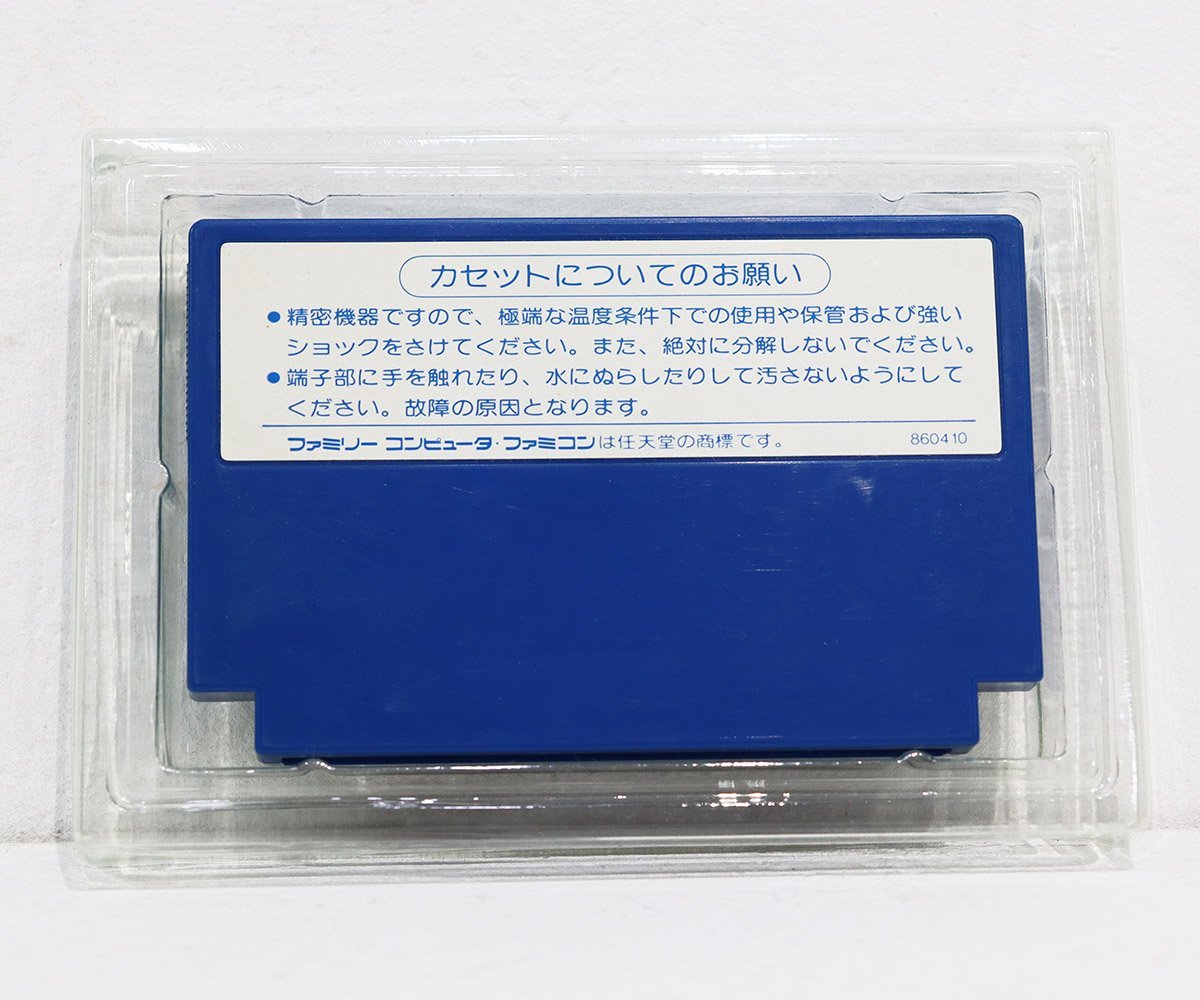 カセットについてのお願い
●精密機器ですので、極端な温度条件下での使用や保管および強い
ショックをさけてください。また、絶対に分解しないでください。
●端子部に手を触れたり、水にぬらしたりして汚さないようにして
ください。故障の原因となります。
ファミリー コンピュータ・ファミコンは任天堂の商標です。 860410